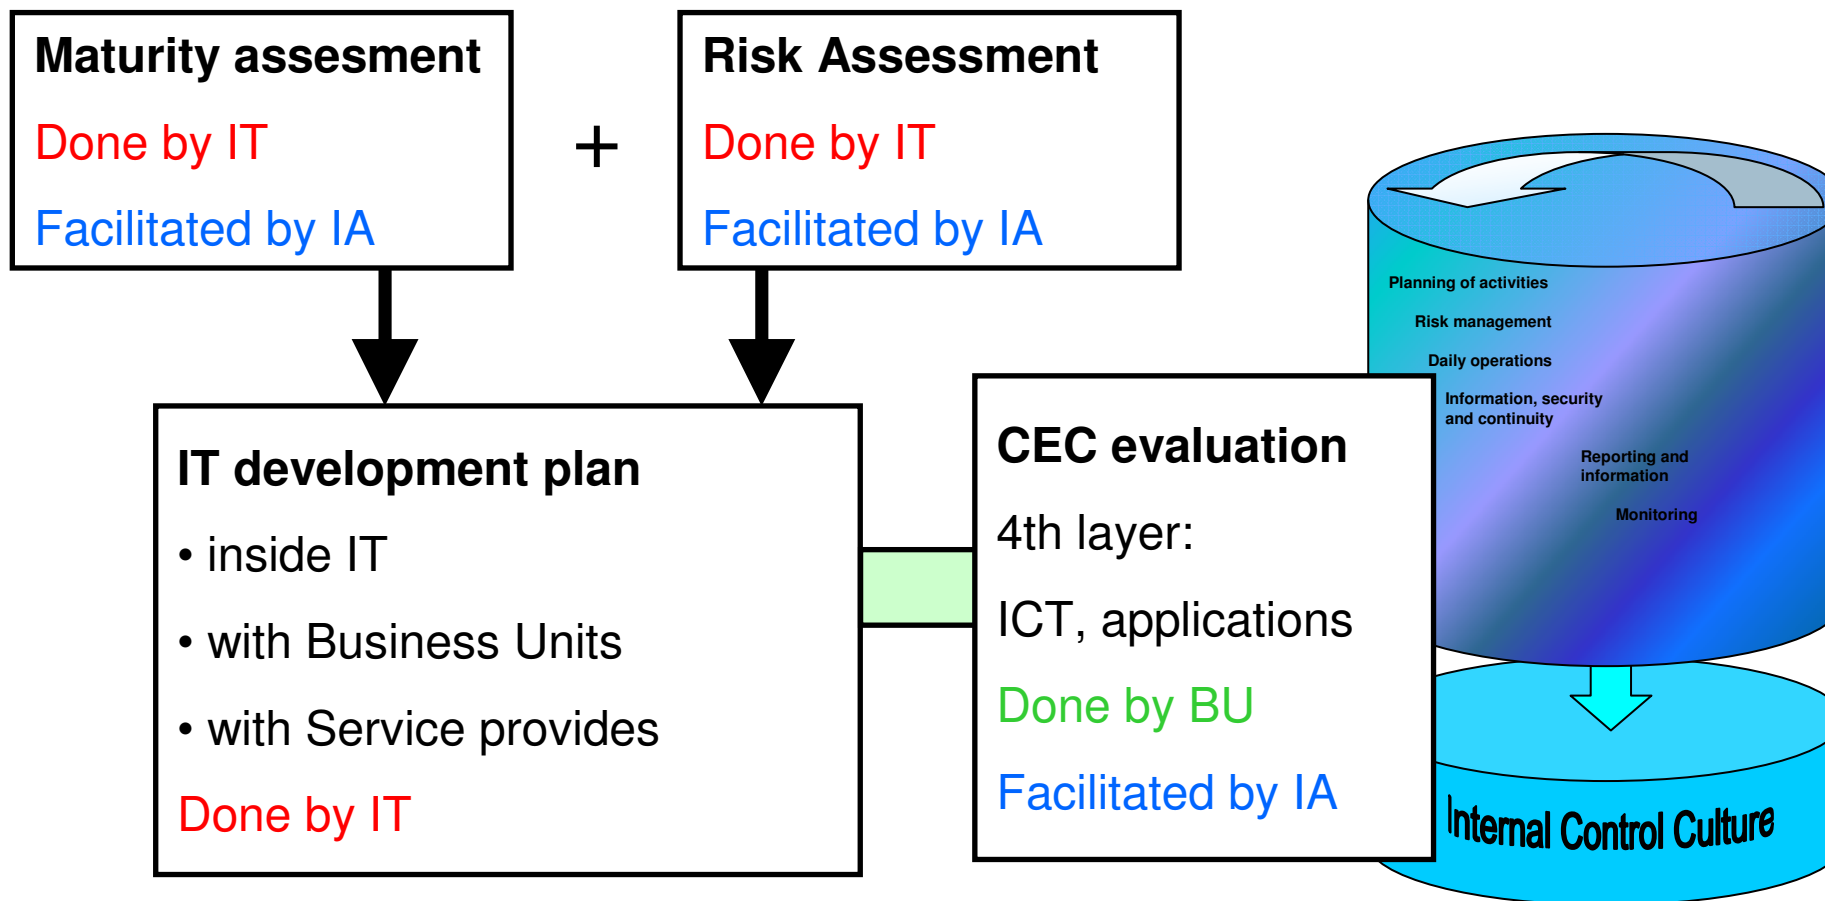 Maturity assesment
Done by IT
Facilitated by IA
+
Risk Assessment
Done by IT
Facilitated by IA
IT development plan
• inside IT
• with Business Units
• with Service provides
Done by IT
CEC evaluation
4th layer:
ICT, applications
Done by BU
Facilitated by IA
Planning of activities
Risk management
Daily operations
Information, security
and continuity
Reporting and
information
Monitoring
Internal Control Culture